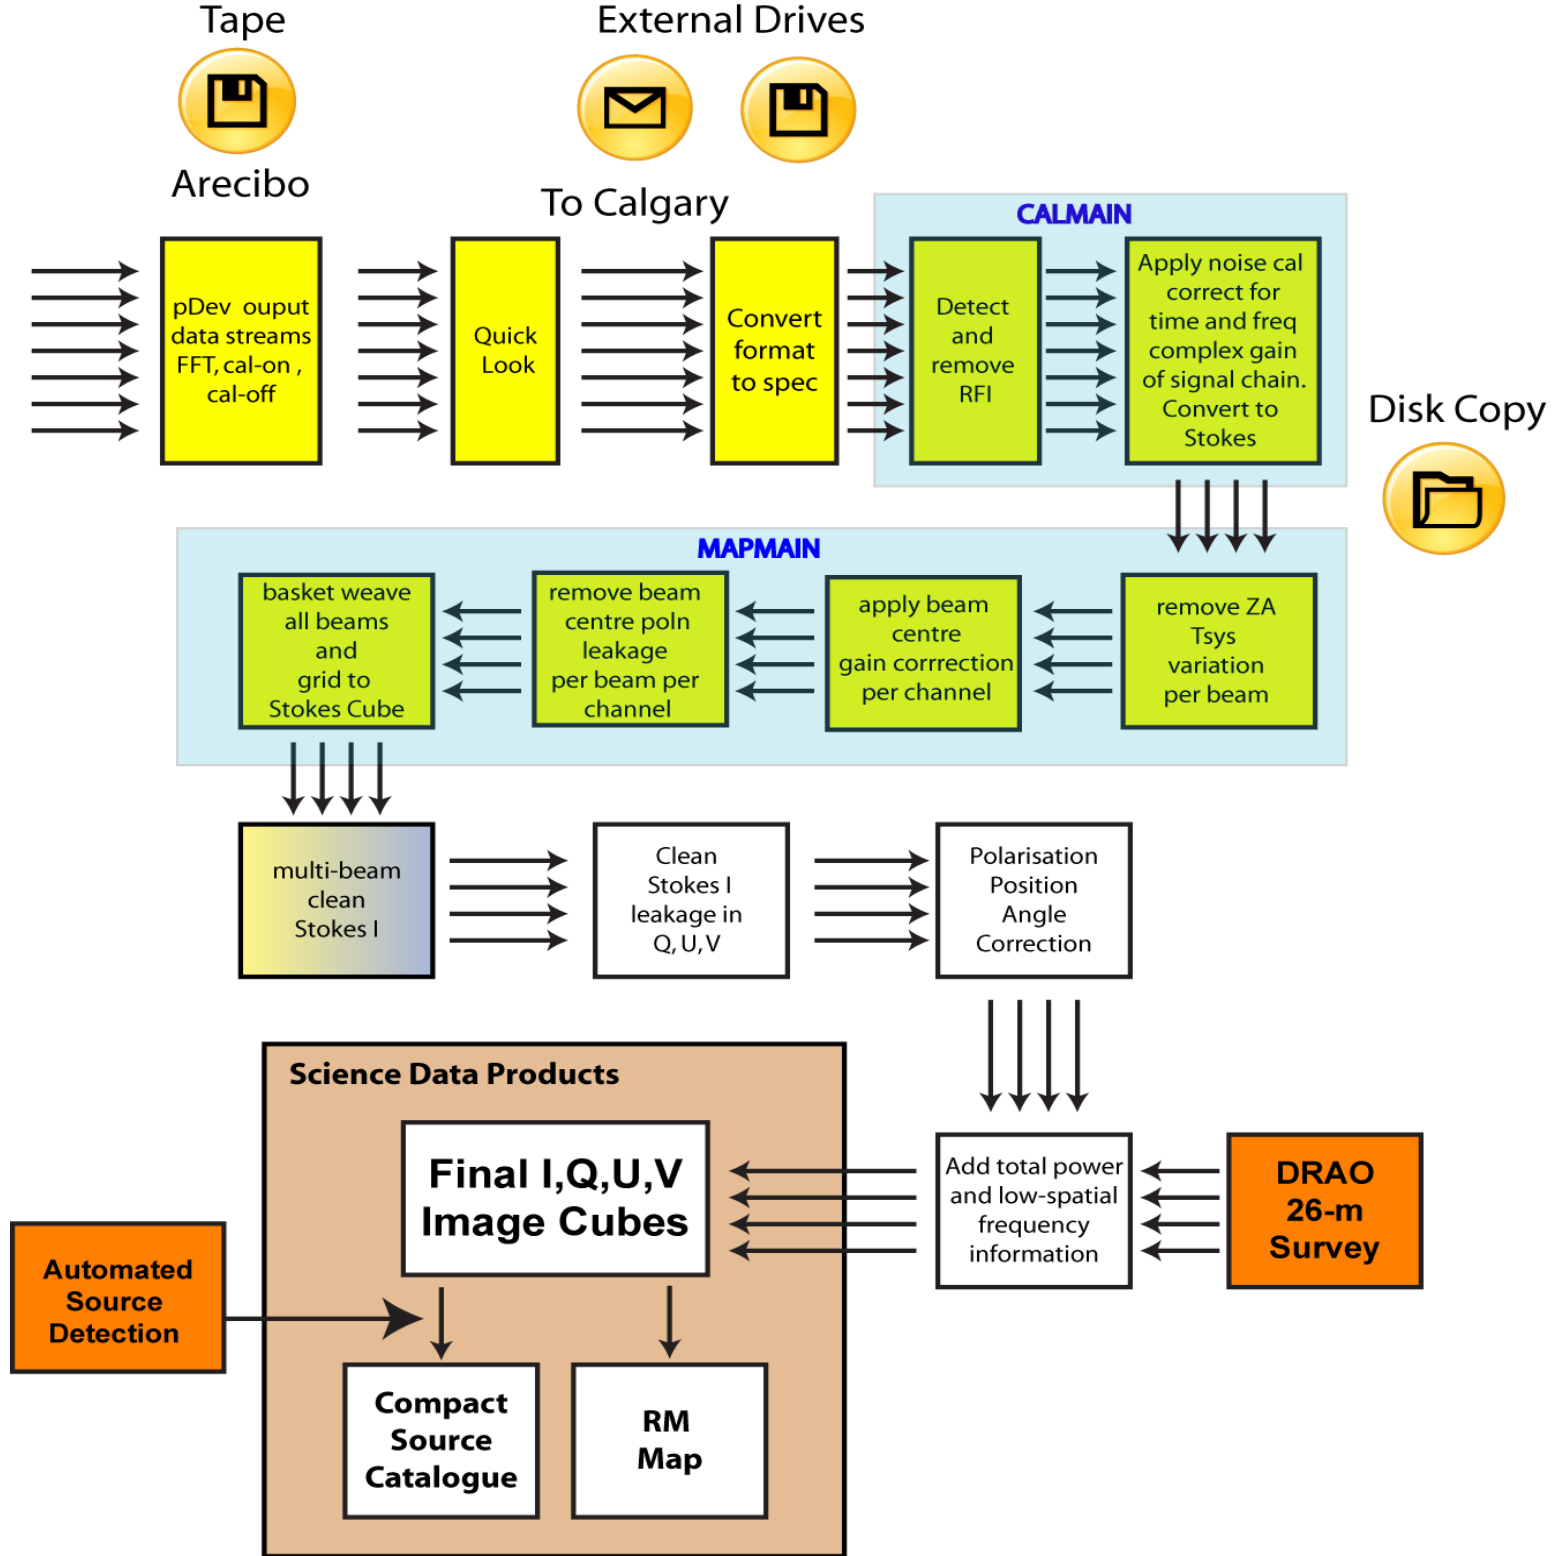 Tape
External Drives
Arecibo
To Calgary
CALMAIN
pDev ouput
data streams
FFT, cal-on ,
cal-off
Quick
Look
Convert
format
to spec
Detect
and
remove
RFI
Apply noise cal
correct for
time and freq
complex gain
of signal chain.
Convert to
Stokes
Disk Copy
MAPMAIN
basket weave
all beams
and
grid to
Stokes Cube
remove beam
centre poln
leakage
per beam per
channel
apply beam
centre
gain corrrection
per channel
remove ZA
Tsys
variation
per beam
multi-beam
clean
Stokes I
Clean
Stokes I
leakage in
Q, U, V
Polarisation
Position
Angle
Correction
Science Data Products
Final I,Q,U,V
Image Cubes
Add total power
and low-spatial
frequency
information
DRAO
26-m
Survey
Automated
Source
Detection
Compact
Source
Catalogue
RM
Map